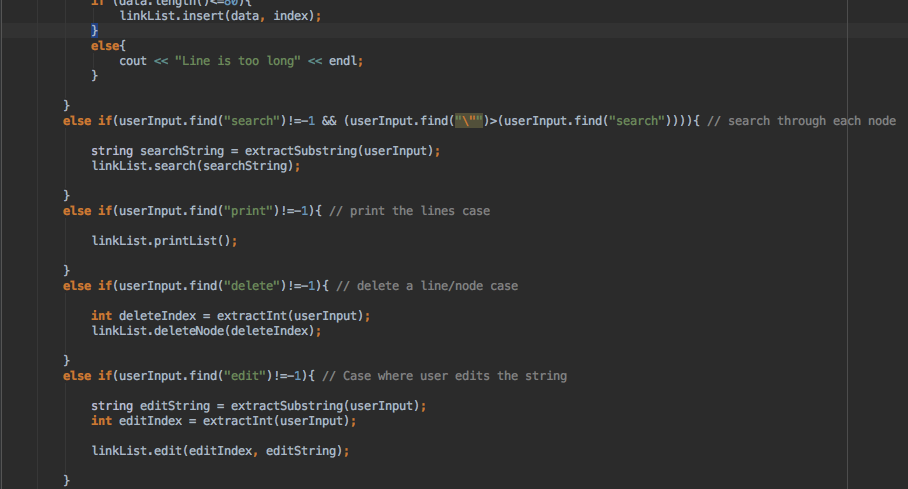 if (data.length()<=80){
linkList.insert(data, index);
}
else{
cout << "Line is too long" << endl;
}
}
else if(userInput.find("search")!=-1 && (userInput.find("\"")>(userInput.find("search")))){ // search through each node
string searchString = extractSubstring(userInput);
linkList.search(searchString);
}
else if(userInput.find("print")!=-1){ // print the lines case
linkList.printList();
}
else if(userInput.find("delete")!=-1){ // delete a line/node case
int deleteIndex = extractInt(userInput);
linkList.deleteNode(deleteIndex);
}
else if(userInput.find("edit")!=-1){ // Case where user edits the string
string editString = extractSubstring(userInput);
int editIndex = extractInt(userInput);
linkList.edit(editIndex, editString);
}